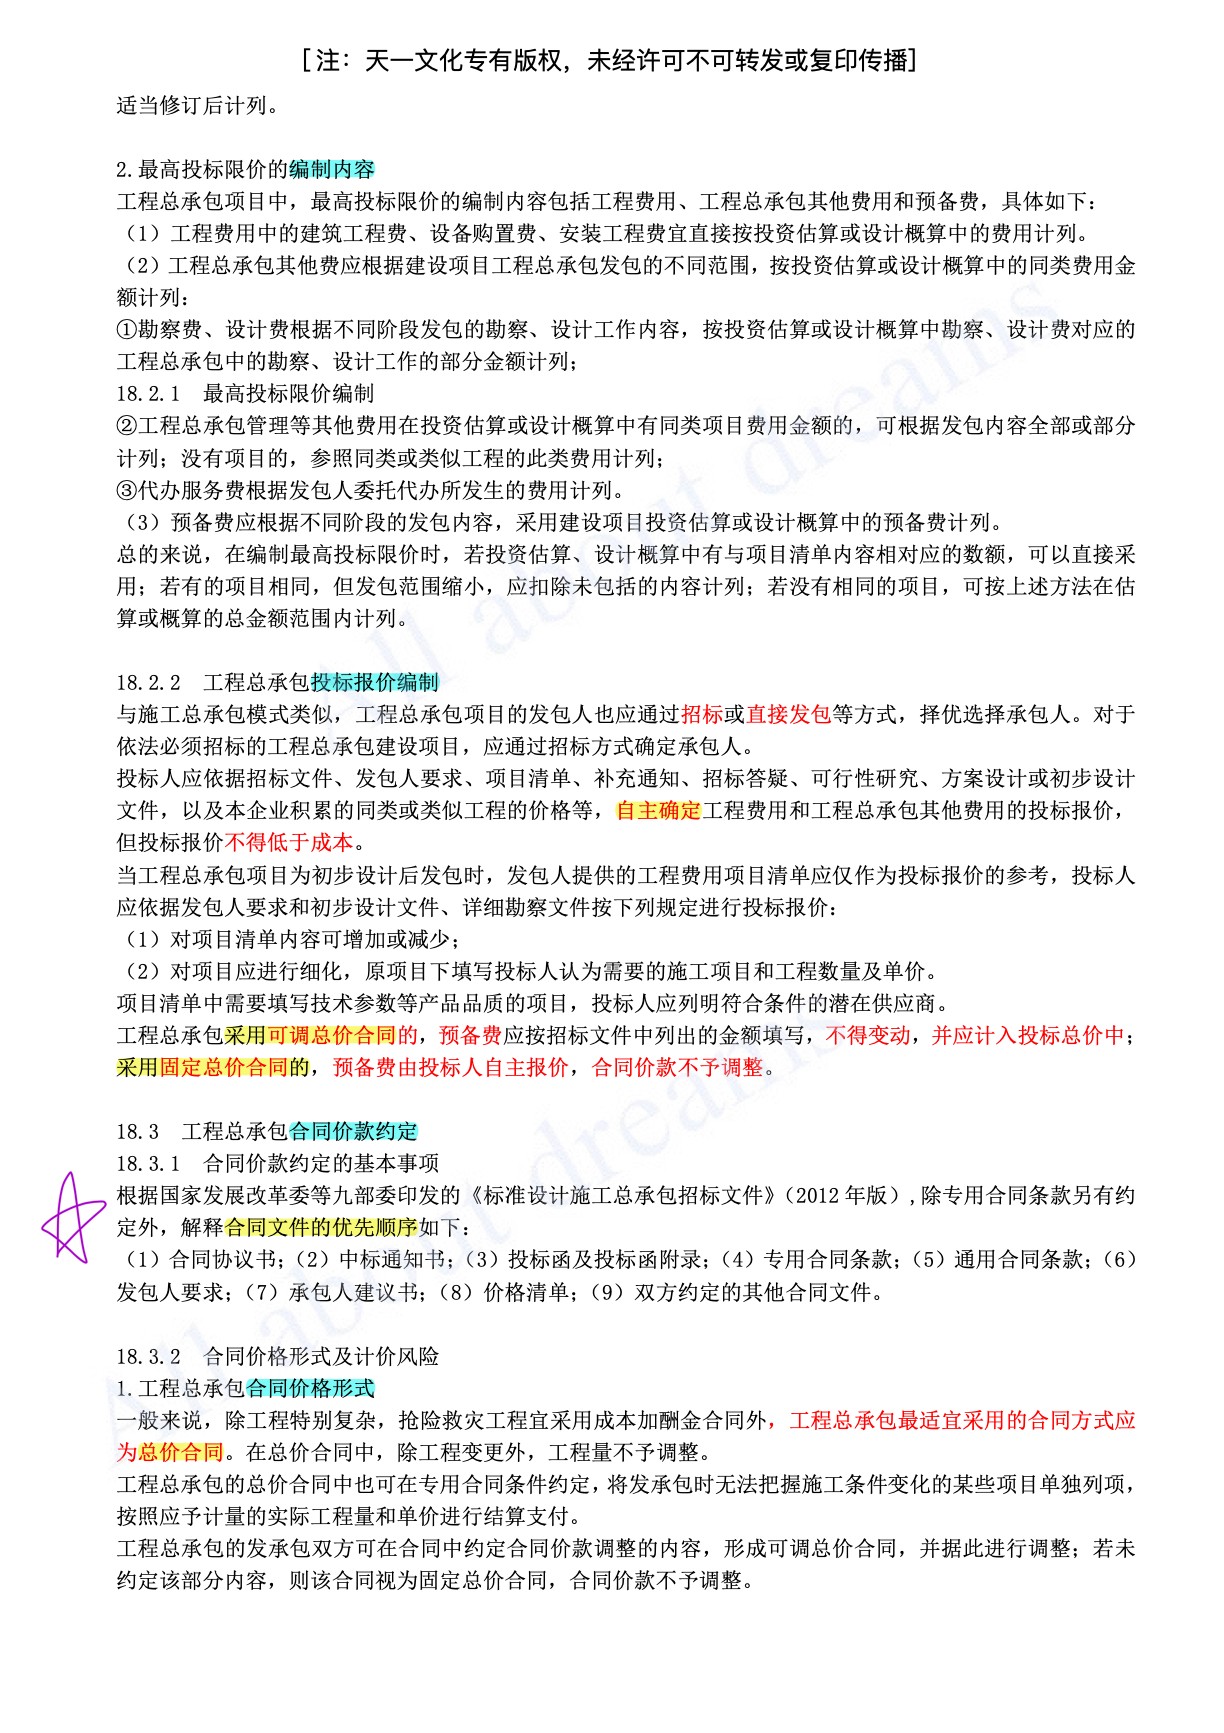 [注：天一文化专有版权，未经许可不可转发或复印传播]
适当修订后计列。
2.最高投标限价的编制内容
工程总承包项目中，最高投标限价的编制内容包括工程费用、工程总承包其他费用和预备费，具体如下：
（1）工程费用中的建筑工程费、设备购置费、安装工程费宜直接按投资估算或设计概算中的费用计列。
（2）工程总承包其他费应根据建设项目工程总承包发包的不同范围，按投资估算或设计概算中的同类费用金
额计列：
①勘察费、设计费根据不同阶段发包的勘察、设计工作内容，按投资估算或设计概算中勘察、设计费对应的
工程总承包中的勘察、设计工作的部分金额计列；
18.2.1 最高投标限价编制
②工程总承包管理等其他费用在投资估算或设计概算中有同类项目费用金额的，可根据发包内容全部或部分
计列；没有项目的，参照同类或类似工程的此类费用计列；
③代办服务费根据发包人委托代办所发生的费用计列。
（3）预备费应根据不同阶段的发包内容，采用建设项目投资估算或设计概算中的预备费计列。
总的来说，在编制最高投标限价时，若投资估算、设计概算中有与项目清单内容相对应的数额，可以直接采
用；若有的项目相同，但发包范围缩小，应扣除未包括的内容计列；若没有相同的项目，可按上述方法在估
算或概算的总金额范围内计列。
18.2.2 工程总承包投标报价编制
与施工总承包模式类似，工程总承包项目的发包人也应通过招标或直接发包等方式，择优选择承包人。对于
依法必须招标的工程总承包建设项目，应通过招标方式确定承包人。
投标人应依据招标文件、发包人要求、项目清单、补充通知、招标答疑、可行性研究、方案设计或初步设计
文件，以及本企业积累的同类或类似工程的价格等，自主确定工程费用和工程总承包其他费用的投标报价，
但投标报价不得低于成本。
当工程总承包项目为初步设计后发包时，发包人提供的工程费用项目清单应仅作为投标报价的参考，投标人
应依据发包人要求和初步设计文件、详细勘察文件按下列规定进行投标报价：
（1）对项目清单内容可增加或减少；
（2）对项目应进行细化，原项目下填写投标人认为需要的施工项目和工程数量及单价。
项目清单中需要填写技术参数等产品品质的项目，投标人应列明符合条件的潜在供应商。
工程总承包采用可调总价合同的，预备费应按招标文件中列出的金额填写，不得变动，并应计入投标总价中；
采用固定总价合同的，预备费由投标人自主报价，合同价款不予调整。
18.3 工程总承包合同价款约定
18.3.1 合同价款约定的基本事项
根据国家发展改革委等九部委印发的《标准设计施工总承包招标文件》（2012年版）,除专用合同条款另有约
定外，解释合同文件的优先顺序如下：
（1）合同协议书；（2）中标通知书；（3）投标函及投标函附录；（4）专用合同条款；（5）通用合同条款；（6）
发包人要求；（7）承包人建议书；（8）价格清单；（9）双方约定的其他合同文件。
18.3.2 合同价格形式及计价风险
1.工程总承包合同价格形式
一般来说，除工程特别复杂，抢险救灾工程宜采用成本加酬金合同外，工程总承包最适宜采用的合同方式应
为总价合同。在总价合同中，除工程变更外，工程量不予调整。
工程总承包的总价合同中也可在专用合同条件约定，将发承包时无法把握施工条件变化的某些项目单独列项，
按照应予计量的实际工程量和单价进行结算支付。
工程总承包的发承包双方可在合同中约定合同价款调整的内容，形成可调总价合同，并据此进行调整；若未
约定该部分内容，则该合同视为固定总价合同，合同价款不予调整。
All about dreams
All about dreams